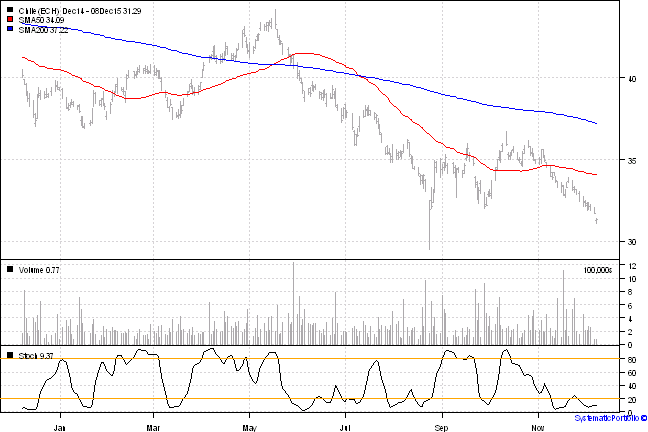 Chile (ECH) Dec14 - 08Dec15 31.29
SMA50 34.09
SMA200 37.22
40
35
30
Volume 0.77
100,000s
12
10
8
6
4
2
0
Stoch 9.37
80
60
40
20
0
Jan Mar May Jul Sep Nov
SystematicPortfolio ©